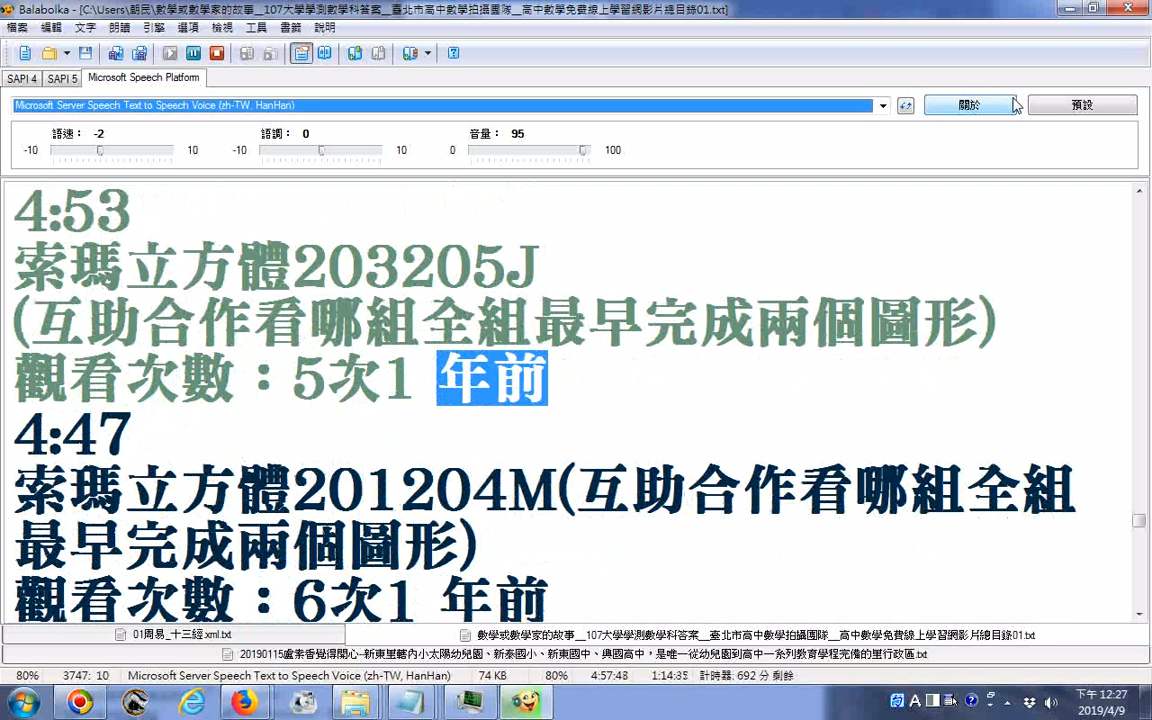 Balabolka - [C:\Users\朝民\數學或數學家的故事__107大學學測數學科答案__臺北市高中數學拍攝團隊__高中數學免費線上學習網影片總目錄01.txt]
檔案 編輯 文字 朗讀 引擎 選項 檢視 工具 書籤 說明
SAPI 4 SAPI 5 Microsoft Speech Platform
Microsoft Server Speech Text to Speech Voice (zh-TW, HanHan)
關於 預設
語速： -2 語調： 0 音量： 95
-10 10 -10 10 0 100
4:53
索瑪立方體203205J
(互助合作看哪組全組最早完成兩個圖形)
觀看次數：5次1 年前
4:47
索瑪立方體201204M(互助合作看哪組全組
最早完成兩個圖形)
觀看次數：6次1 年前
01周易_十三經.xml.txt 數學或數學家的故事__107大學學測數學科答案__臺北市高中數學拍攝團隊__高中數學免費線上學習網影片總目錄01.txt
20190115盧素香覺得開心-新東里轄內小太陽幼兒園、新泰國小、新東國中、興國高中，是唯一從幼兒園到高中一系列教育學程完備的里行政區.txt
80% 3747: 10 Microsoft Server Speech Text to Speech Voice (zh-TW, HanHan) 74 KB 80% 4:57:48 1:14:35 計時器: 692 分 剩餘
下午 12:27
2019/4/9